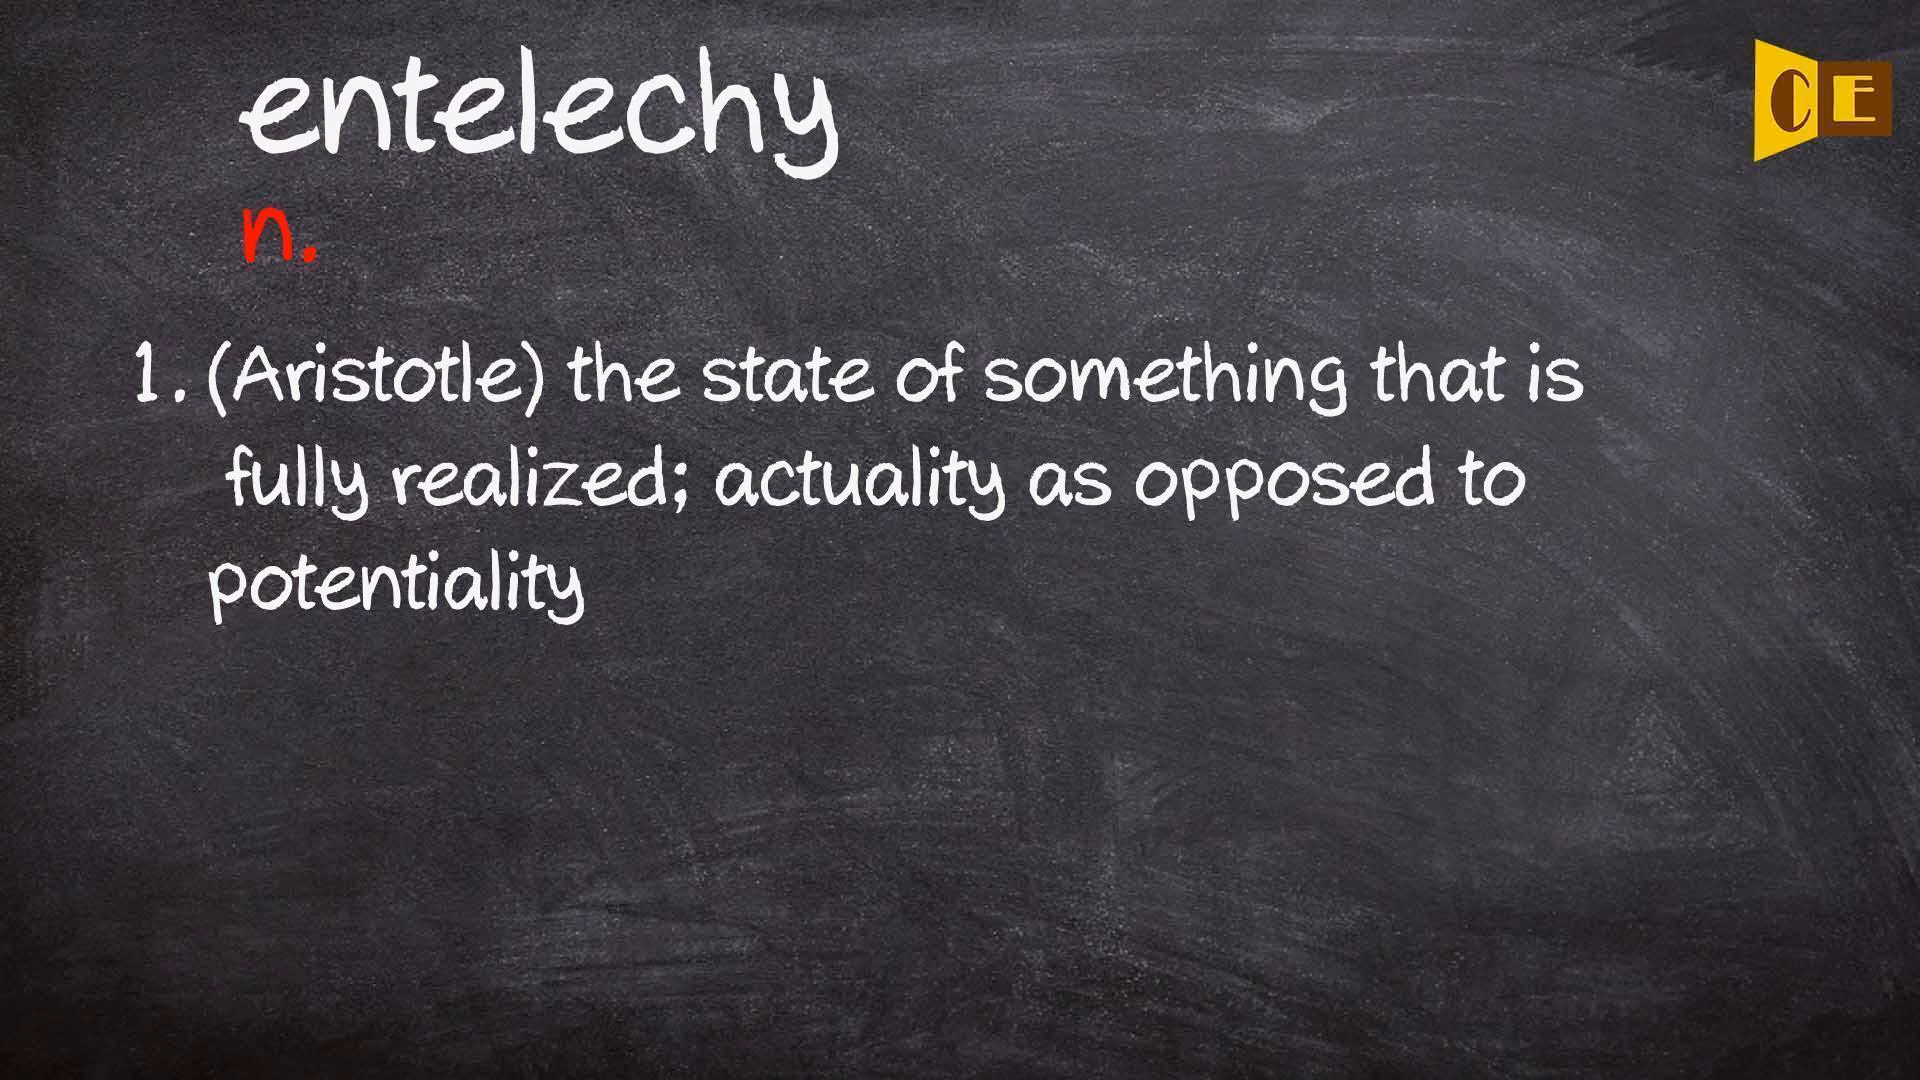 entelechy
CE
n.
1. (Aristotle) the state of something that is
fully realized; actuality as opposed to
potentiality